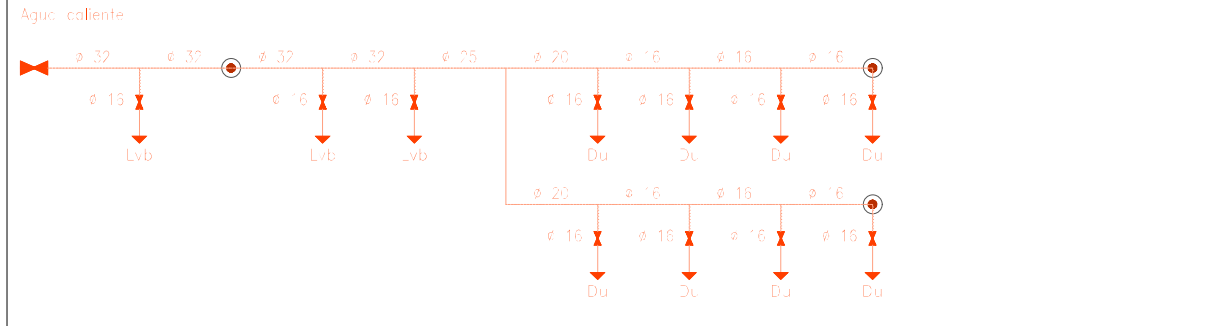 Agua caliente
ø 32 ø 32 ø 32 ø 32 ø 25 ø 20 ø 16 ø 16 ø 16
ø 16 ø 16 ø 16 ø 16 ø 16 ø 16 ø 16
Lvb Lvb Lvb Du Du Du Du
ø 20 ø 16 ø 16 ø 16
ø 16 ø 16 ø 16 ø 16
Du Du Du Du